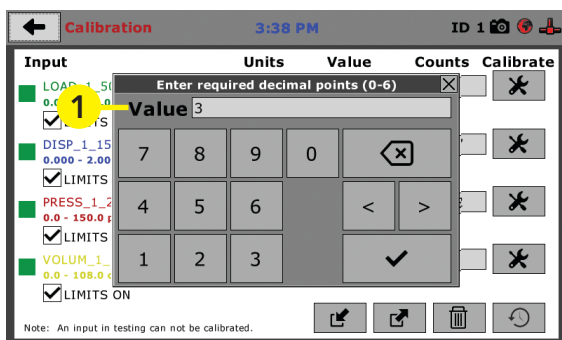 Calibration 3:38 PM ID 1
Input Units Value Counts Calibrate
Enter required decimal points (0-6)
Value 3
1
7 8 9 0
4 5 6 < >
1 2 3
DISP_1_15
0.000 - 2.00
LIMITS
PRESS_1_2
0.0 - 150.0
LIMITS
VOLUM_1_
0.0 - 108.0
LIMITS ON
Note: An input in testing can not be calibrated.